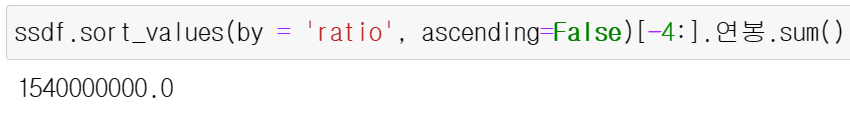 ssdf.sort_values(by = 'ratio', ascending=False)[-4:].연봉.sum()
1540000000.0